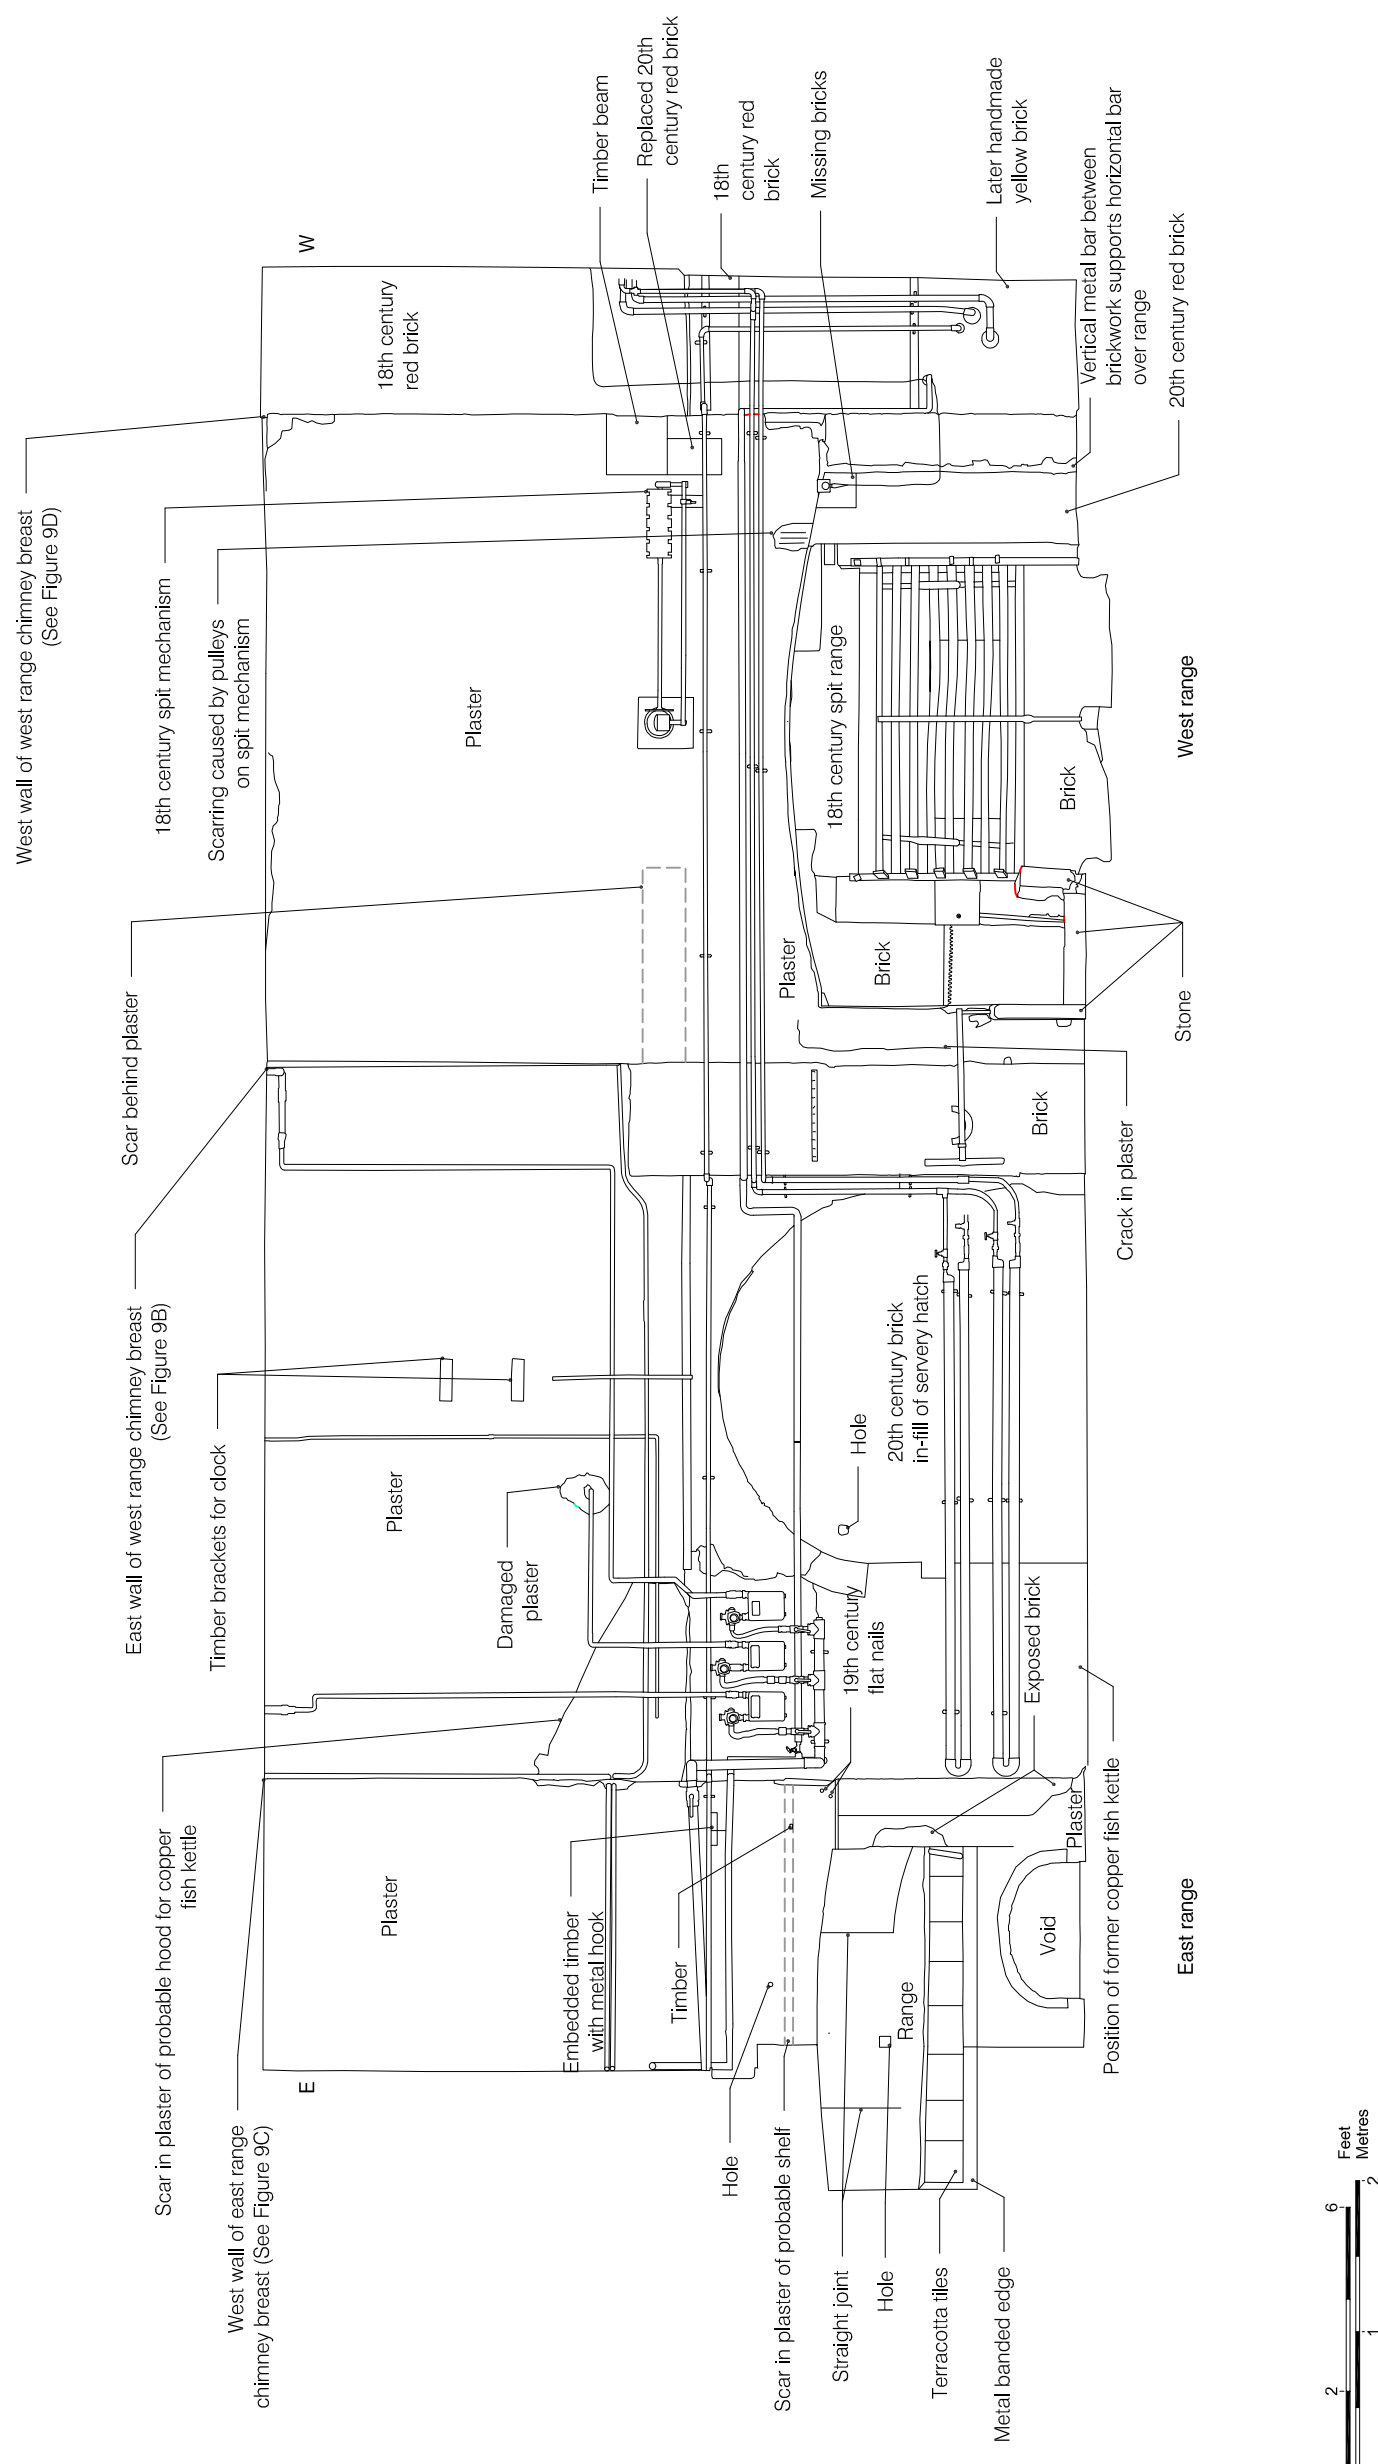 West wall of west range chimney breast
(See Figure 9D)
18th century spit mechanism
Scarring caused by pulleys
on spit mechanism
Scar behind plaster
East wall of west range chimney breast
(See Figure 9B)
Timber brackets for clock
Scar in plaster of probable hood for copper
fish kettle
West wall of east range
chimney breast (See Figure 9C)
E
W
Plaster
Plaster
Plaster
18th century
red brick
Damaged
plaster
Embedded timber
with metal hook
Timber
Hole
Scar in plaster of probable shelf
Straight joint
Hole
Terracotta tiles
Metal banded edge
Range
Void
Plaster
19th century
flat nails
Exposed brick
Hole
20th century brick
in-fill of servery hatch
Position of former copper fish kettle
Crack in plaster
Brick
Plaster
Brick
Stone
18th century spit range
Brick
Timber beam
Replaced 20th
century red brick
18th
century red
brick
Missing bricks
Later handmade
yellow brick
Vertical metal bar between
brickwork supports horizontal bar
over range
20th century red brick
East range
West range
2
6
Feet
1
2
Metres